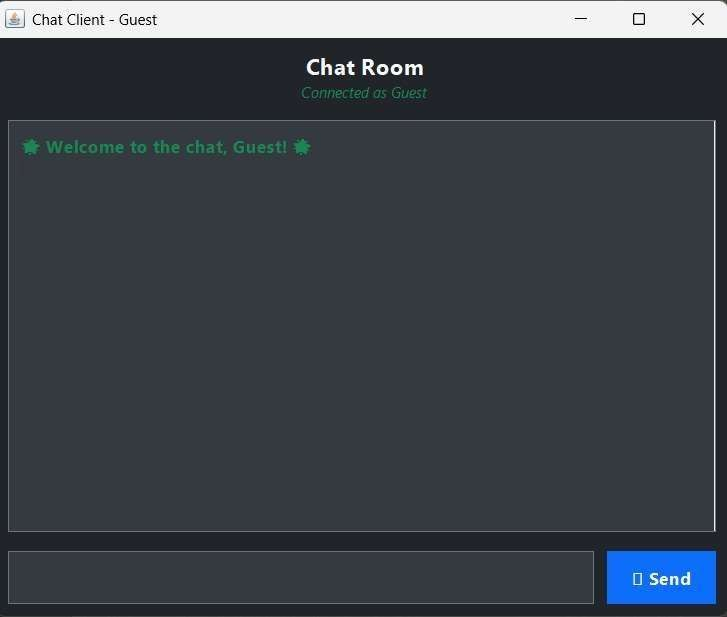 Chat Client - Guest
Chat Room
Connected as Guest
Welcome to the chat, Guest!
Send